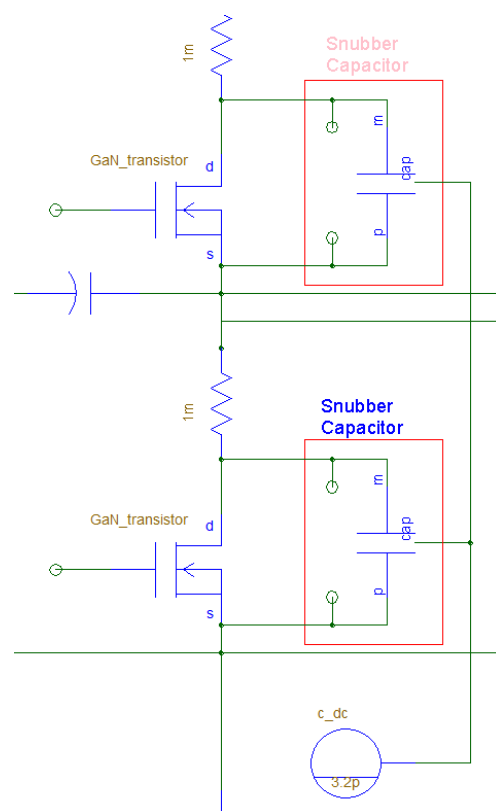 Snubber
Capacitor
1m
m
GaN_transistor
d
cap
p
s
Snubber
Capacitor
1m
m
GaN_transistor
d
cap
p
s
c_dc
3.2p